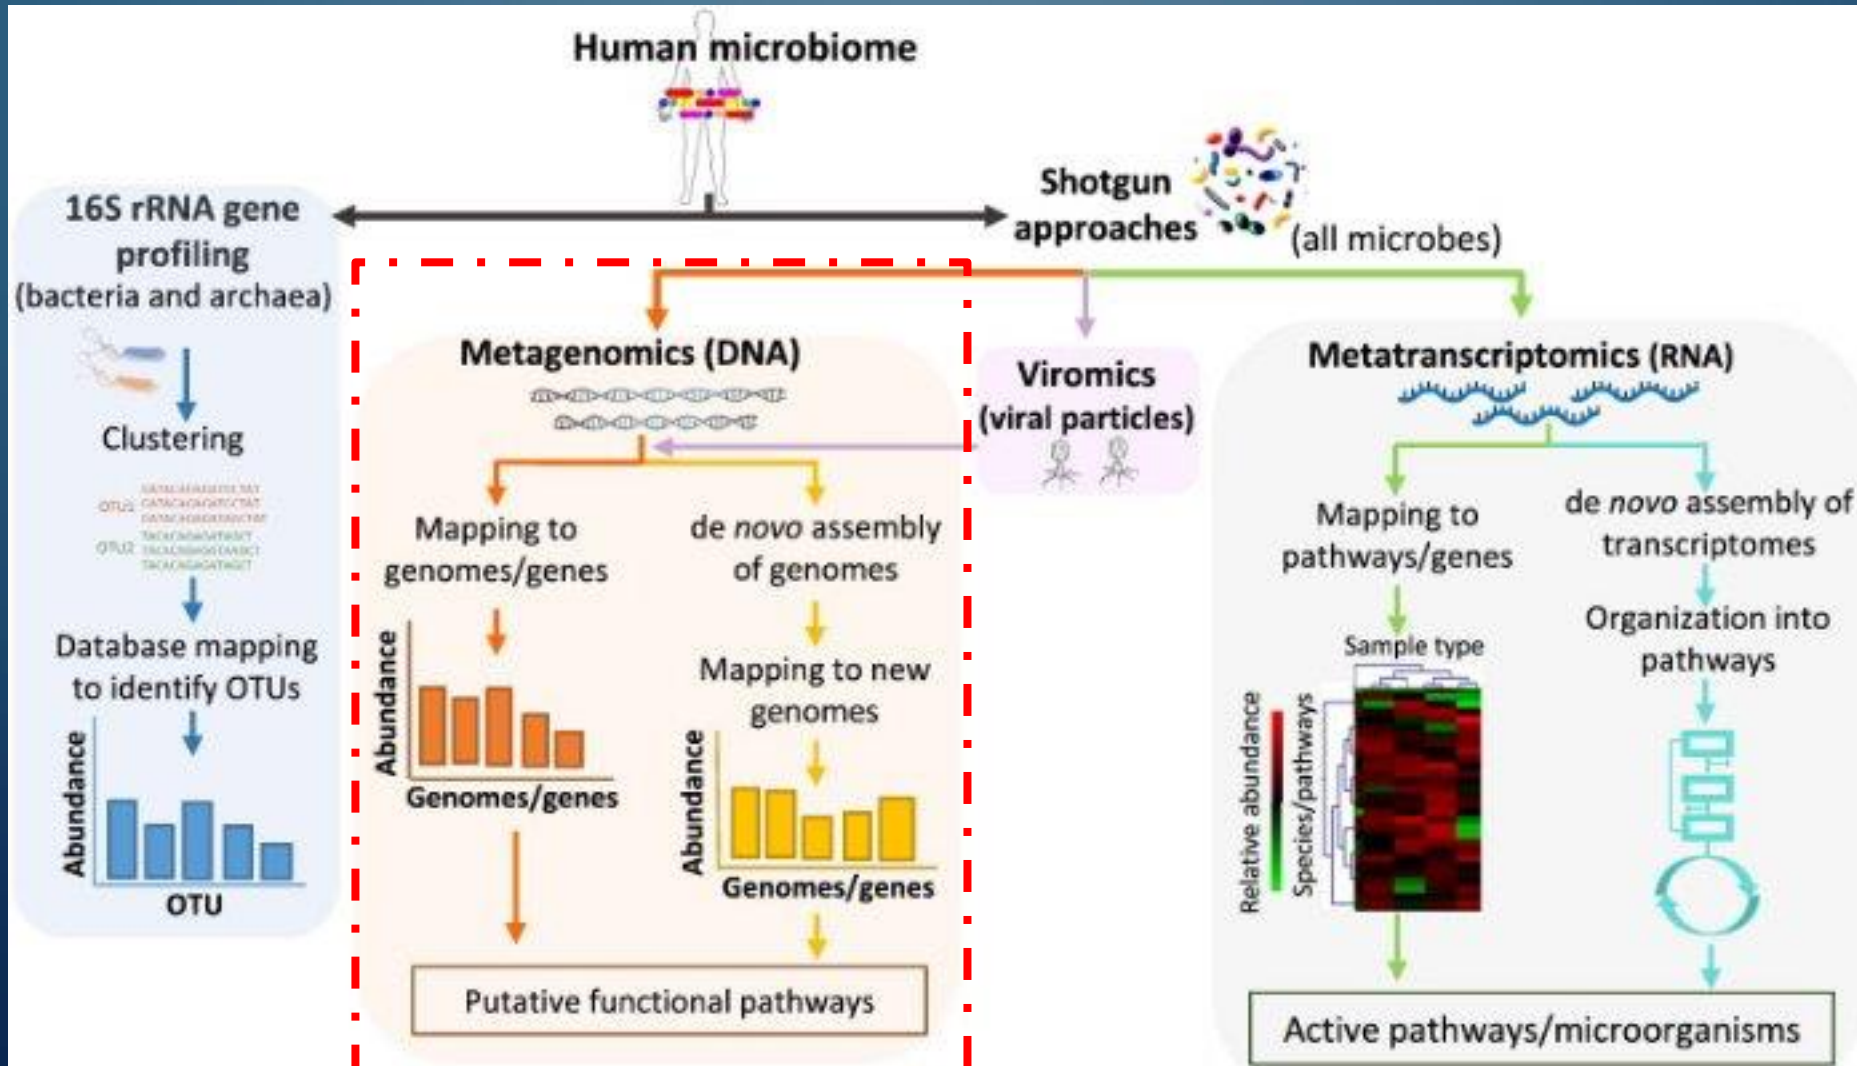 Human microbiome
16S rRNA gene
profiling
(bacteria and archaea)
Clustering
OTU1
OTU2
Database mapping
to identify OTUs
Abundance
OTU
Shotgun
approaches
(all microbes)
Metagenomics (DNA)
Mapping to
genomes/genes
Abundance
Genomes/genes
de novo assembly
of genomes
Mapping to new
genomes
Abundance
Genomes/genes
Putative functional pathways
Viromics
(viral particles)
Metatranscriptomics (RNA)
Mapping to
pathways/genes
Sample type
Relative abundance
Species/pathways
de novo assembly of
transcriptomes
Organization into
pathways
Active pathways/microorganisms